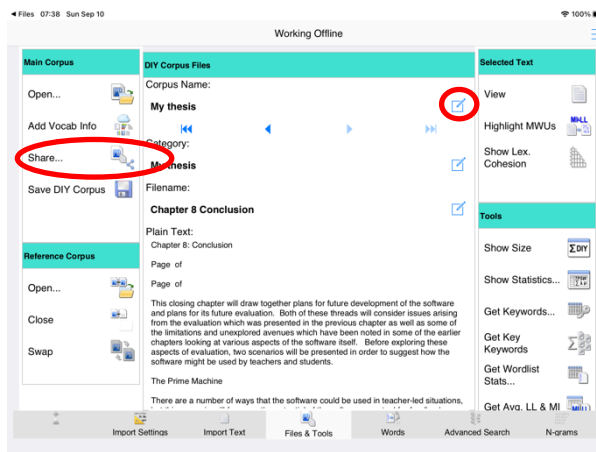 Files 07:38 Sun Sep 10 100%
Working Offline
Main Corpus
Open...
Add Vocab Info
Share...
Save DIY Corpus
Reference Corpus
Open...
Close
Swap
DIY Corpus Files
Corpus Name:
My thesis
Category:
My thesis
Filename:
Chapter 8 Conclusion
Plain Text:
Chapter 8: Conclusion
Page of
Page of
This closing chapter will draw together plans for future development of the software
and plans for its future evaluation. Both of these threads will consider issues arising
from the evaluation which was presented in the previous chapter as well as some of
the limitations and unexplored avenues which have been noted in some of the earlier
chapters looking at various aspects of the software itself. Before exploring these
aspects of evaluation, two scenarios will be presented in order to suggest how the
software might be used by teachers and students.
The Prime Machine
There are a number of ways that the software could be used in teacher-led situations,
Selected Text
View
Highlight MWUs
MI•LL
Show Lex.
Cohesion
Tools
Show Size
ΣDIY
Show Statistics...
Get Keywords...
Get Key
Keywords
Get Wordlist
Stats...
Get Avg. LL & MI
Import Settings
Import Text
Files & Tools
Words
Advanced Search
N-grams